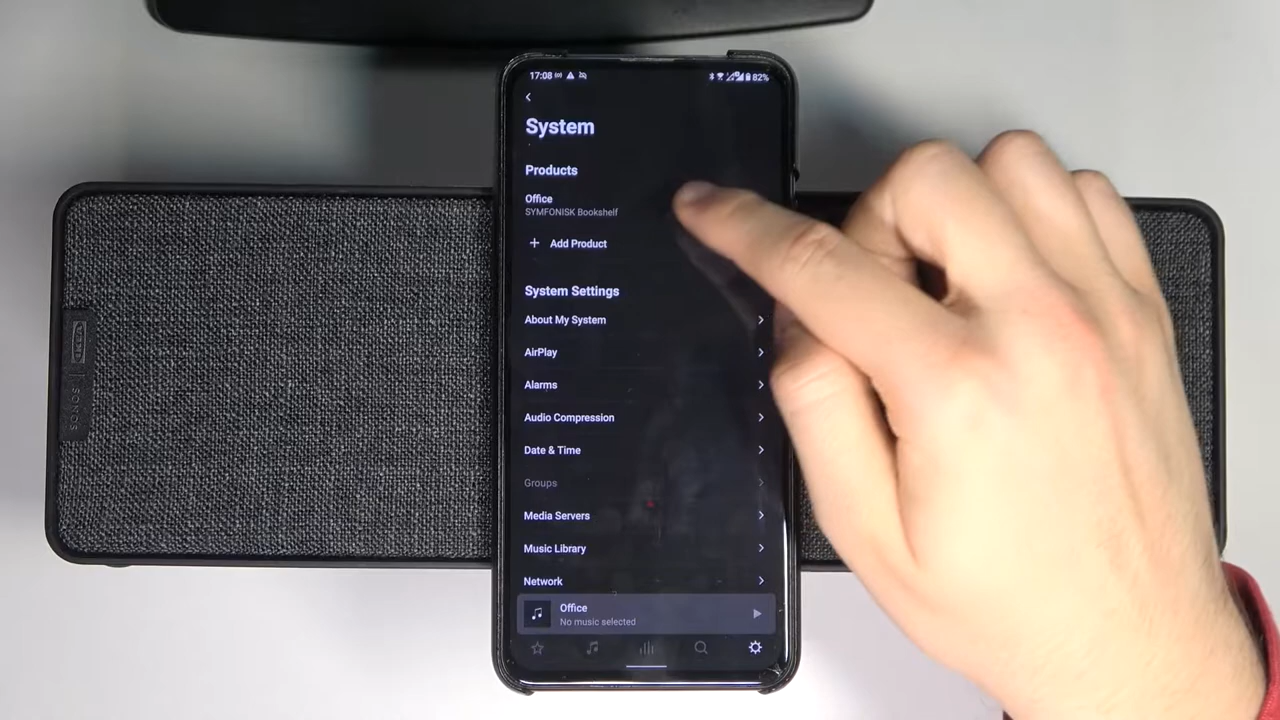 17:08
82%
System
Products
Office
SYMFONISK Bookshelf
+ Add Product
System Settings
About My System
AirPlay
Alarms
Audio Compression
Date & Time
Groups
Media Servers
Music Library
Network
Office
No music selected
SONOS